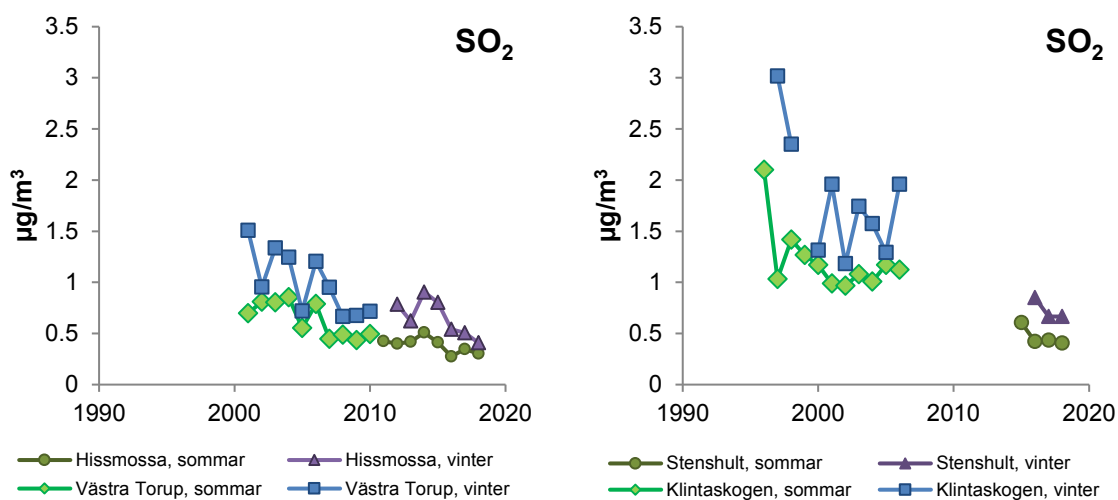 SO2
µg/m³
3.5
3
2.5
2
1.5
1
0.5
0
1990 2000 2010 2020
Hissmossa, sommar Hissmossa, vinter
Västra Torup, sommar Västra Torup, vinter
SO2
µg/m³
3.5
3
2.5
2
1.5
1
0.5
0
1990 2000 2010 2020
Stenshult, sommar Stenshult, vinter
Klintaskogen, sommar Klintaskogen, vinter